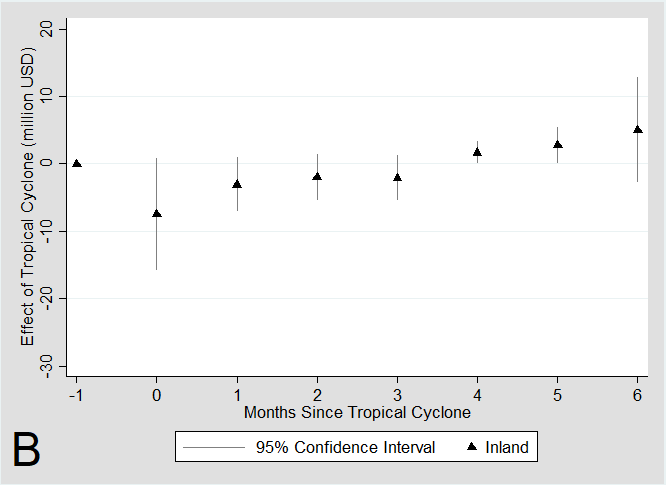 Effect of Tropical Cyclone (million USD)
20
10
0
-10
-20
-30
-1 0 1 2 3 4 5 6
Months Since Tropical Cyclone
95% Confidence Interval Inland
B